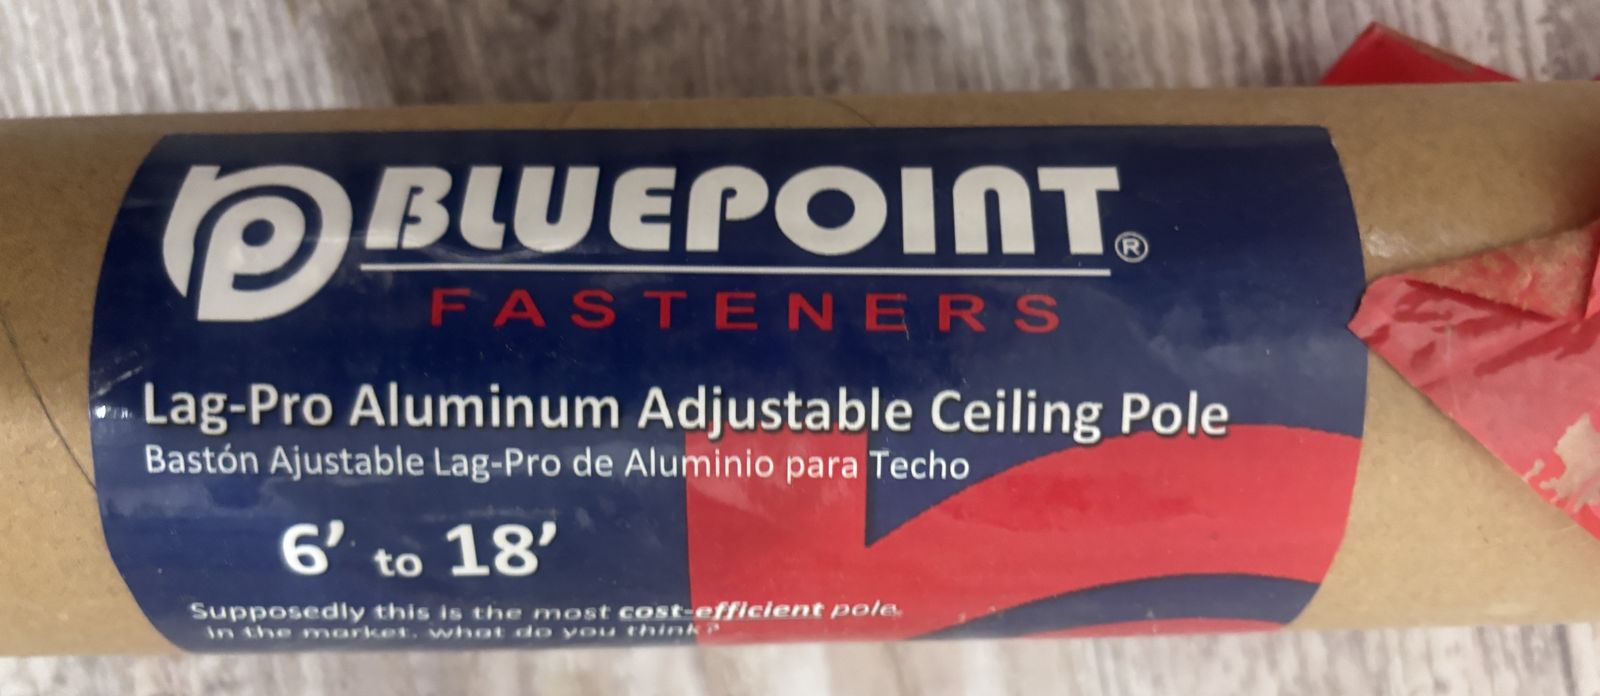 BLUEPOINT®
FASTENERS
Lag-Pro Aluminum Adjustable Ceiling Pole
Bastón Ajustable Lag-Pro de Aluminio para Techo
6' to 18'
Supposedly this is the most cost-efficient pole
in the market, what do you think?